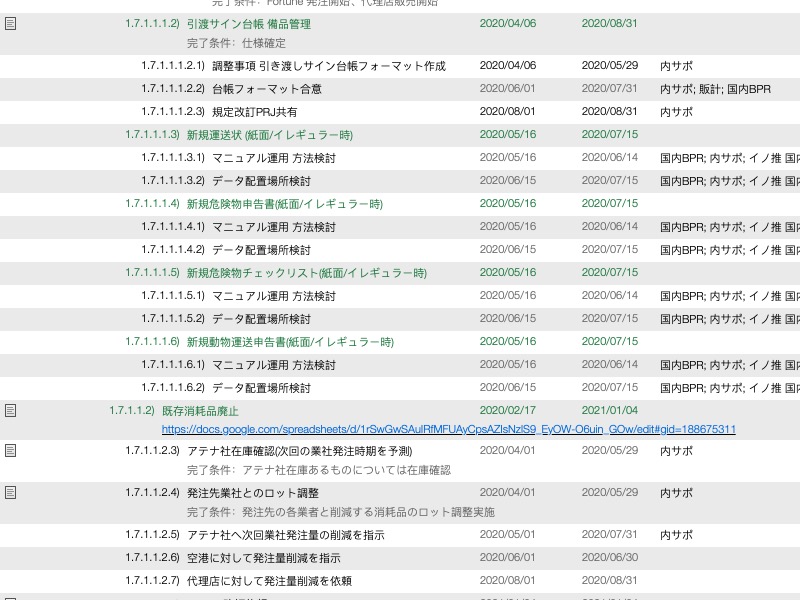 完了条件: Fortune 発注開始、代理店販売開始
1.7.1.1.1.2) 引渡サイン台帳 備品管理 2020/04/06 2020/08/31
完了条件: 仕様確定
1.7.1.1.1.2.1) 調整事項 引き渡しサイン台帳フォーマット作成 2020/04/06 2020/05/29 内サポ
1.7.1.1.1.2.2) 台帳フォーマット合意 2020/06/01 2020/07/31 内サポ; 販計; 国内BPR
1.7.1.1.1.2.3) 規定改訂PRJ共有 2020/08/01 2020/08/31 内サポ
1.7.1.1.1.3) 新規運送状 (紙面/イレギュラー時) 2020/05/16 2020/07/15
1.7.1.1.1.3.1) マニュアル運用 方法検討 2020/05/16 2020/06/14 国内BPR; 内サポ; イノ推 国内
1.7.1.1.1.3.2) データ配置場所検討 2020/06/15 2020/07/15 国内BPR; 内サポ; イノ推 国内
1.7.1.1.1.4) 新規危険物申告書(紙面/イレギュラー時) 2020/05/16 2020/07/15
1.7.1.1.1.4.1) マニュアル運用 方法検討 2020/05/16 2020/06/14 国内BPR; 内サポ; イノ推 国内
1.7.1.1.1.4.2) データ配置場所検討 2020/06/15 2020/07/15 国内BPR; 内サポ; イノ推 国内
1.7.1.1.1.5) 新規危険物チェックリスト(紙面/イレギュラー時) 2020/05/16 2020/07/15
1.7.1.1.1.5.1) マニュアル運用 方法検討 2020/05/16 2020/06/14 国内BPR; 内サポ; イノ推 国内
1.7.1.1.1.5.2) データ配置場所検討 2020/06/15 2020/07/15 国内BPR; 内サポ; イノ推 国内
1.7.1.1.1.6) 新規動物運送申告書(紙面/イレギュラー時) 2020/05/16 2020/07/15
1.7.1.1.1.6.1) マニュアル運用 方法検討 2020/05/16 2020/06/14 国内BPR; 内サポ; イノ推 国内
1.7.1.1.1.6.2) データ配置場所検討 2020/06/15 2020/07/15 国内BPR; 内サポ; イノ推 国内
1.7.1.1.2) 既存消耗品廃止 2020/02/17 2021/01/04
https://docs.google.com/spreadsheets/d/1rSwGwSAulRfMFUAyCpsAZIsNzlS9_EyOW-O6uin_GOw/edit#gid=188675311
1.7.1.1.2.3) アテナ社在庫確認(次回の業社発注時期を予測) 2020/04/01 2020/05/29 内サポ
完了条件: アテナ社在庫あるものについては在庫確認
1.7.1.1.2.4) 発注先業社とのロット調整 2020/04/01 2020/05/29 内サポ
完了条件: 発注先の各業者と削減する消耗品のロット調整実施
1.7.1.1.2.5) アテナ社へ次回業社発注量の削減を指示 2020/05/01 2020/07/31 内サポ
1.7.1.1.2.6) 空港に対して発注量削減を指示 2020/06/01 2020/06/30
1.7.1.1.2.7) 代理店に対して発注量削減を依頼 2020/08/01 2020/08/31